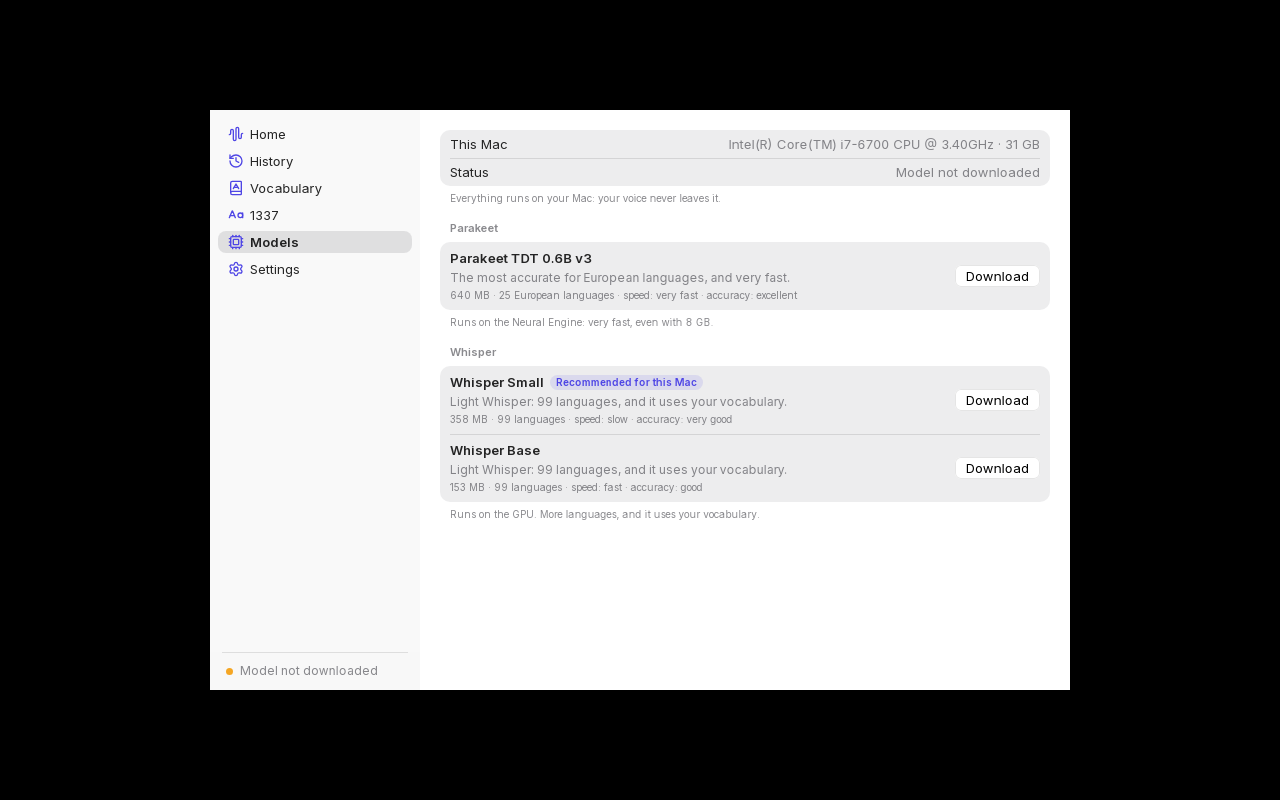 Home
History
Vocabulary
Aa 1337
Models
Settings
Model not downloaded
This Mac Intel(R) Core(TM) i7-6700 CPU @ 3.40GHz · 31 GB
Status Model not downloaded
Everything runs on your Mac: your voice never leaves it.
Parakeet
Parakeet TDT 0.6B v3
The most accurate for European languages, and very fast.
640 MB · 25 European languages · speed: very fast · accuracy: excellent
Download
Runs on the Neural Engine: very fast, even with 8 GB.
Whisper
Whisper Small Recommended for this Mac
Light Whisper: 99 languages, and it uses your vocabulary.
358 MB · 99 languages · speed: slow · accuracy: very good
Download
Whisper Base
Light Whisper: 99 languages, and it uses your vocabulary.
153 MB · 99 languages · speed: fast · accuracy: good
Download
Runs on the GPU. More languages, and it uses your vocabulary.